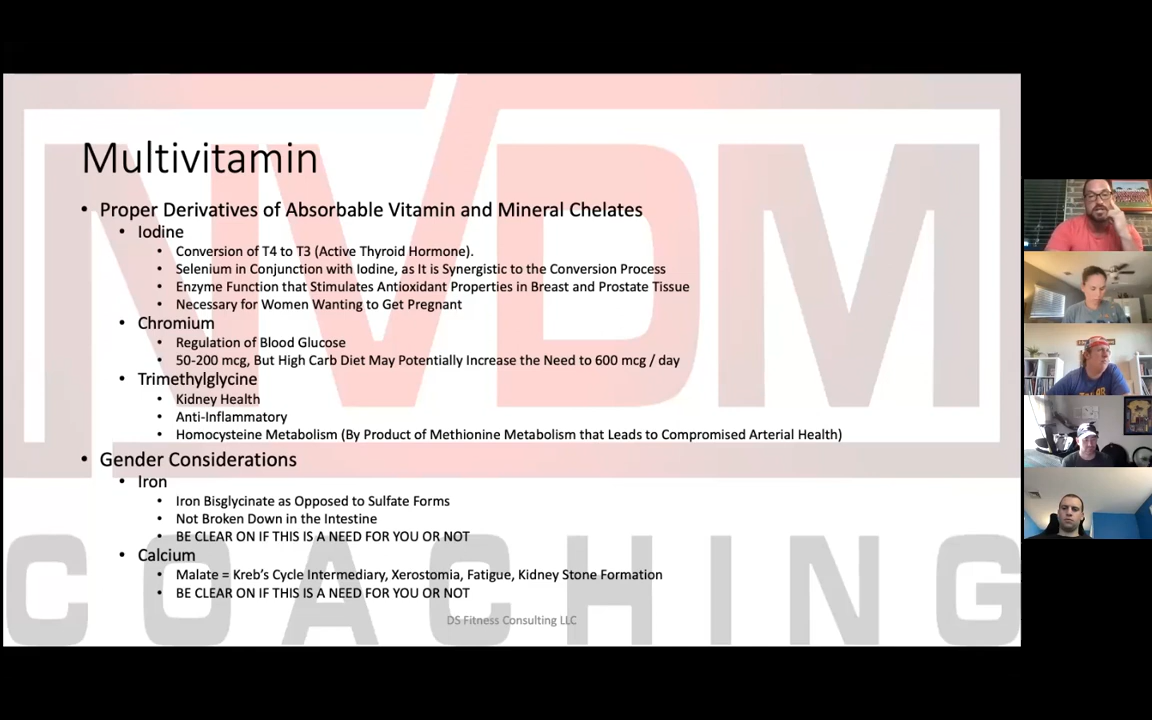 Multivitamin
• Proper Derivatives of Absorbable Vitamin and Mineral Chelates
• Iodine
• Conversion of T4 to T3 (Active Thyroid Hormone).
• Selenium in Conjunction with Iodine, as It is Synergistic to the Conversion Process
• Enzyme Function that Stimulates Antioxidant Properties in Breast and Prostate Tissue
• Necessary for Women Wanting to Get Pregnant
• Chromium
• Regulation of Blood Glucose
• 50-200 mcg, But High Carb Diet May Potentially Increase the Need to 600 mcg / day
• Trimethylglycine
• Kidney Health
• Anti-Inflammatory
• Homocysteine Metabolism (By Product of Methionine Metabolism that Leads to Compromised Arterial Health)
• Gender Considerations
• Iron
• Iron Bisglycinate as Opposed to Sulfate Forms
• Not Broken Down in the Intestine
• BE CLEAR ON IF THIS IS A NEED FOR YOU OR NOT
• Calcium
• Malate = Kreb's Cycle Intermediary, Xerostomia, Fatigue, Kidney Stone Formation
• BE CLEAR ON IF THIS IS A NEED FOR YOU OR NOT
DS Fitness Consulting LLC
NVDM
COACHING